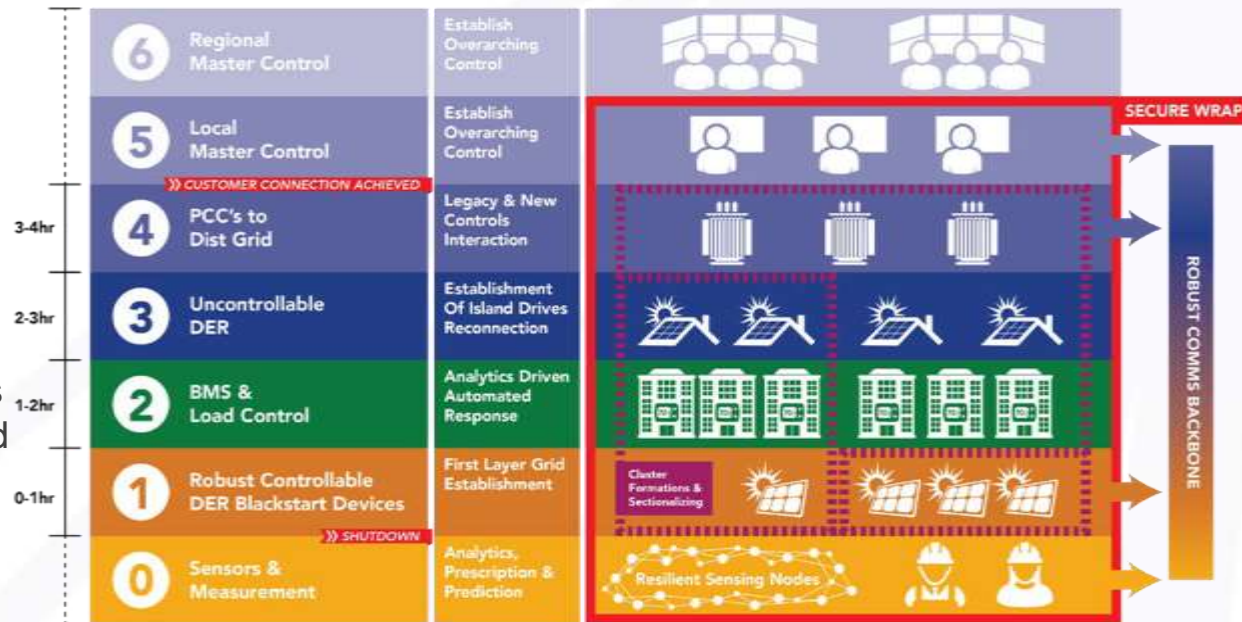 6
Regional
Master Control
Establish
Overarching
Control
5
Local
Master Control
Establish
Overarching
Control
SECURE WRAP
» CUSTOMER CONNECTION ACHIEVED
3-4hr
4
PCC's to
Dist Grid
Legacy & New
Controls
Interaction
2-3hr
3
Uncontrollable
DER
Establishment
Of Island Drives
Reconnection
s
d
1-2hr
2
BMS &
Load Control
Analytics Driven
Automated
Response
0-1hr
1
Robust Controllable
DER Blackstart Devices
First Layer Grid
Establishment
Cluster
Formations &
Sectionalizing
» SHUTDOWN
0
Sensors &
Measurement
Analytics,
Prescription &
Prediction
Resilient Sensing Nodes
ROBUST COMMS BACKBONE